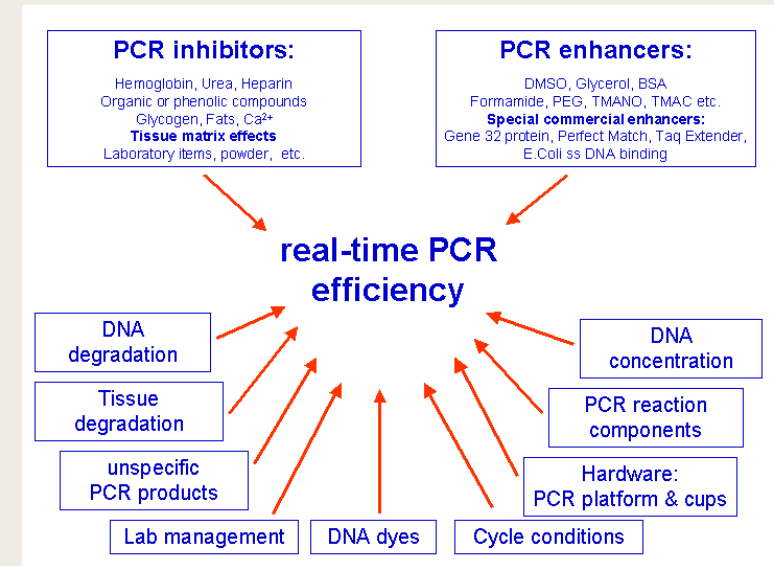 PCR inhibitors:
Hemoglobin, Urea, Heparin
Organic or phenolic compounds
Glycogen, Fats, Ca²⁺
Tissue matrix effects
Laboratory items, powder, etc.
PCR enhancers:
DMSO, Glycerol, BSA
Formamide, PEG, TMANO, TMAC etc.
Special commercial enhancers:
Gene 32 protein, Perfect Match, Taq Extender,
E.Coli ss DNA binding
real-time PCR
efficiency
DNA
degradation
Tissue
degradation
unspecific
PCR products
Lab management
DNA dyes
Cycle conditions
Hardware:
PCR platform & cups
PCR reaction
components
DNA
concentration